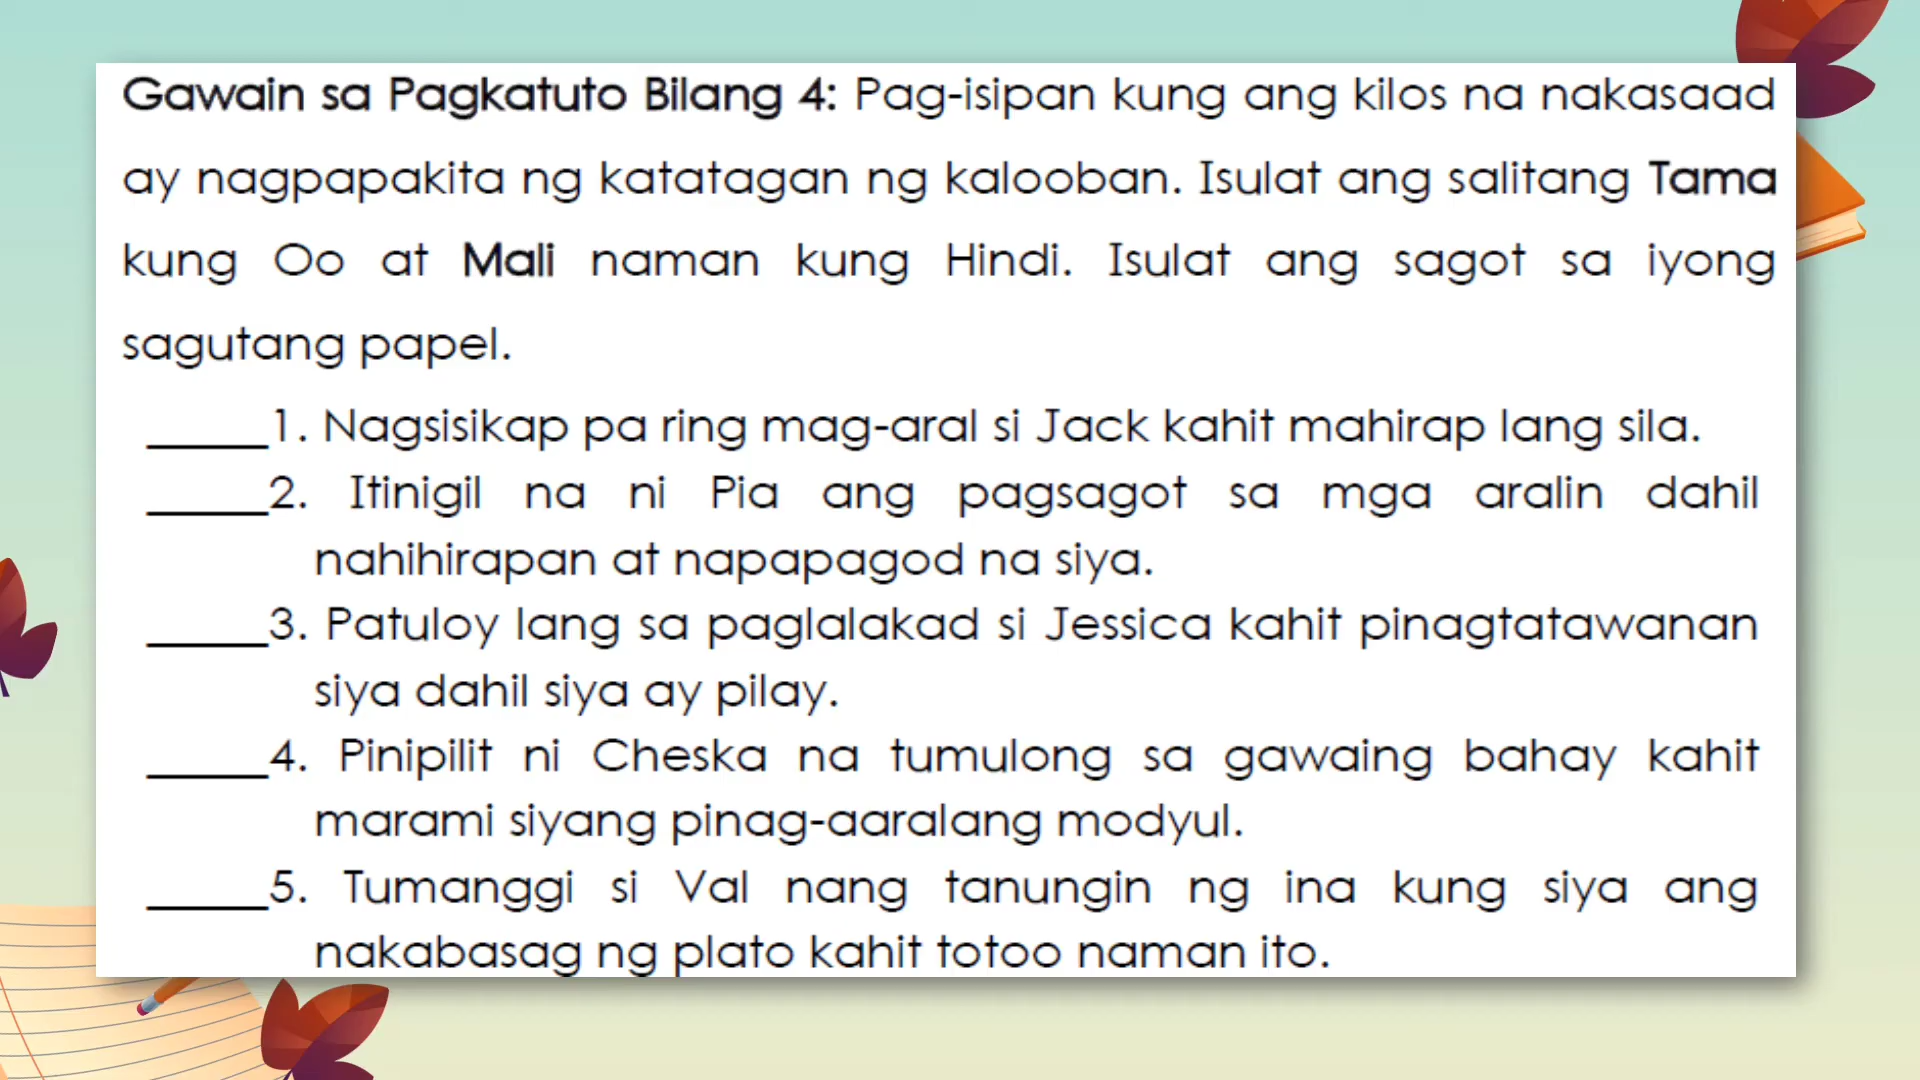 Gawain sa Pagkatuto Bilang 4: Pag-isipan kung ang kilos na nakasaad
ay nagpapakita ng katatagan ng kalooban. Isulat ang salitang Tama
kung Oo at Mali naman kung Hindi. Isulat ang sagot sa iyong
sagutang papel.
_____1. Nagsisikap pa ring mag-aral si Jack kahit mahirap lang sila.
_____2. Itinigil na ni Pia ang pagsagot sa mga aralin dahil
nahihirapan at napapagod na siya.
_____3. Patuloy lang sa paglalakad si Jessica kahit pinagtatawanan
siya dahil siya ay pilay.
_____4. Pinipilit ni Cheska na tumulong sa gawaing bahay kahit
marami siyang pinag-aaralang modyul.
_____5. Tumanggi si Val nang tanungin ng ina kung siya ang
nakabasag ng plato kahit totoo naman ito.